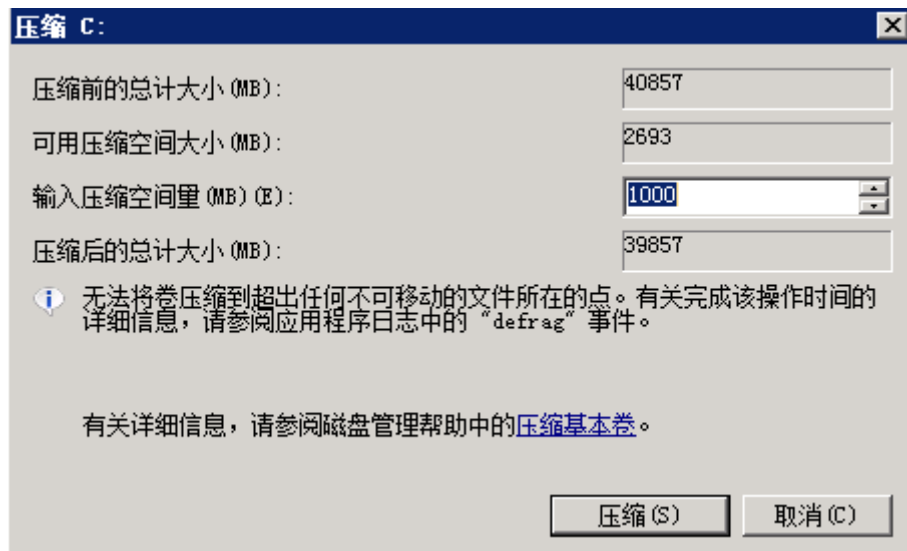 压缩 C:
压缩前的总计大小(MB): 40857
可用压缩空间大小(MB): 2693
输入压缩空间量(MB)(E): 1000
压缩后的总计大小(MB): 39857
无法将卷压缩到超出任何不可移动的文件所在的点。有关完成该操作时间的
详细信息，请参阅应用程序日志中的 “defrag” 事件。
有关详细信息，请参阅磁盘管理帮助中的压缩基本卷。
压缩(S) 取消(C)